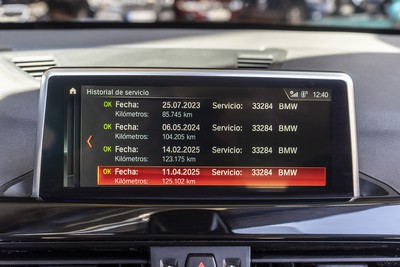 Historial de servicio
12:40
OK Fecha: 25.07.2023 Servicio: 33284 BMW
Kilómetros: 85.745 km
OK Fecha: 06.05.2024 Servicio: 33284 BMW
Kilómetros: 104.205 km
OK Fecha: 14.02.2025 Servicio: 33284 BMW
Kilómetros: 123.175 km
OK Fecha: 11.04.2025 Servicio: 33284 BMW
Kilómetros: 125.102 km